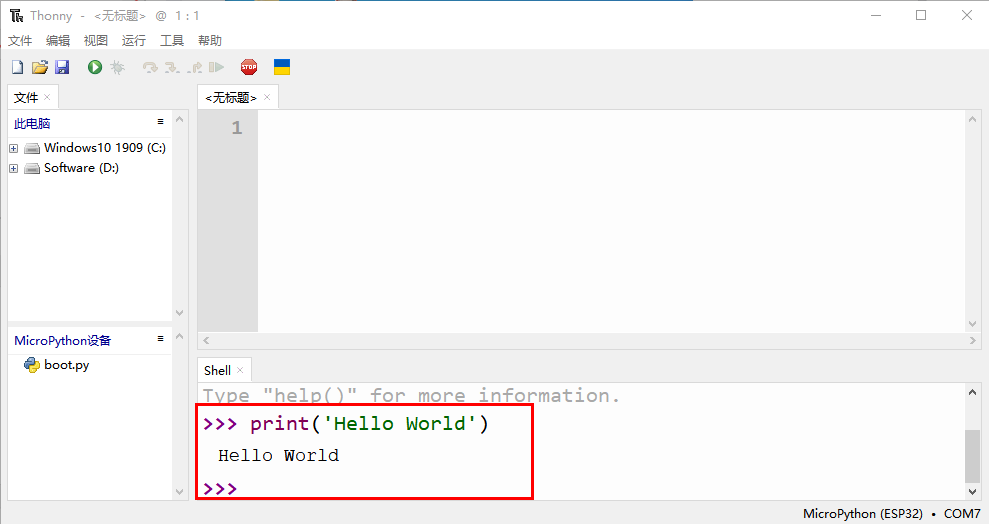 Thonny - <无标题> @ 1 : 1
文件 编辑 视图 运行 工具 帮助
STOP
文件
此电脑
Windows10 1909 (C:)
Software (D:)
MicroPython设备
boot.py
<无标题>
1
Shell
Type "help()" for more information.
>>> print('Hello World')
Hello World
>>>
MicroPython (ESP32) • COM7